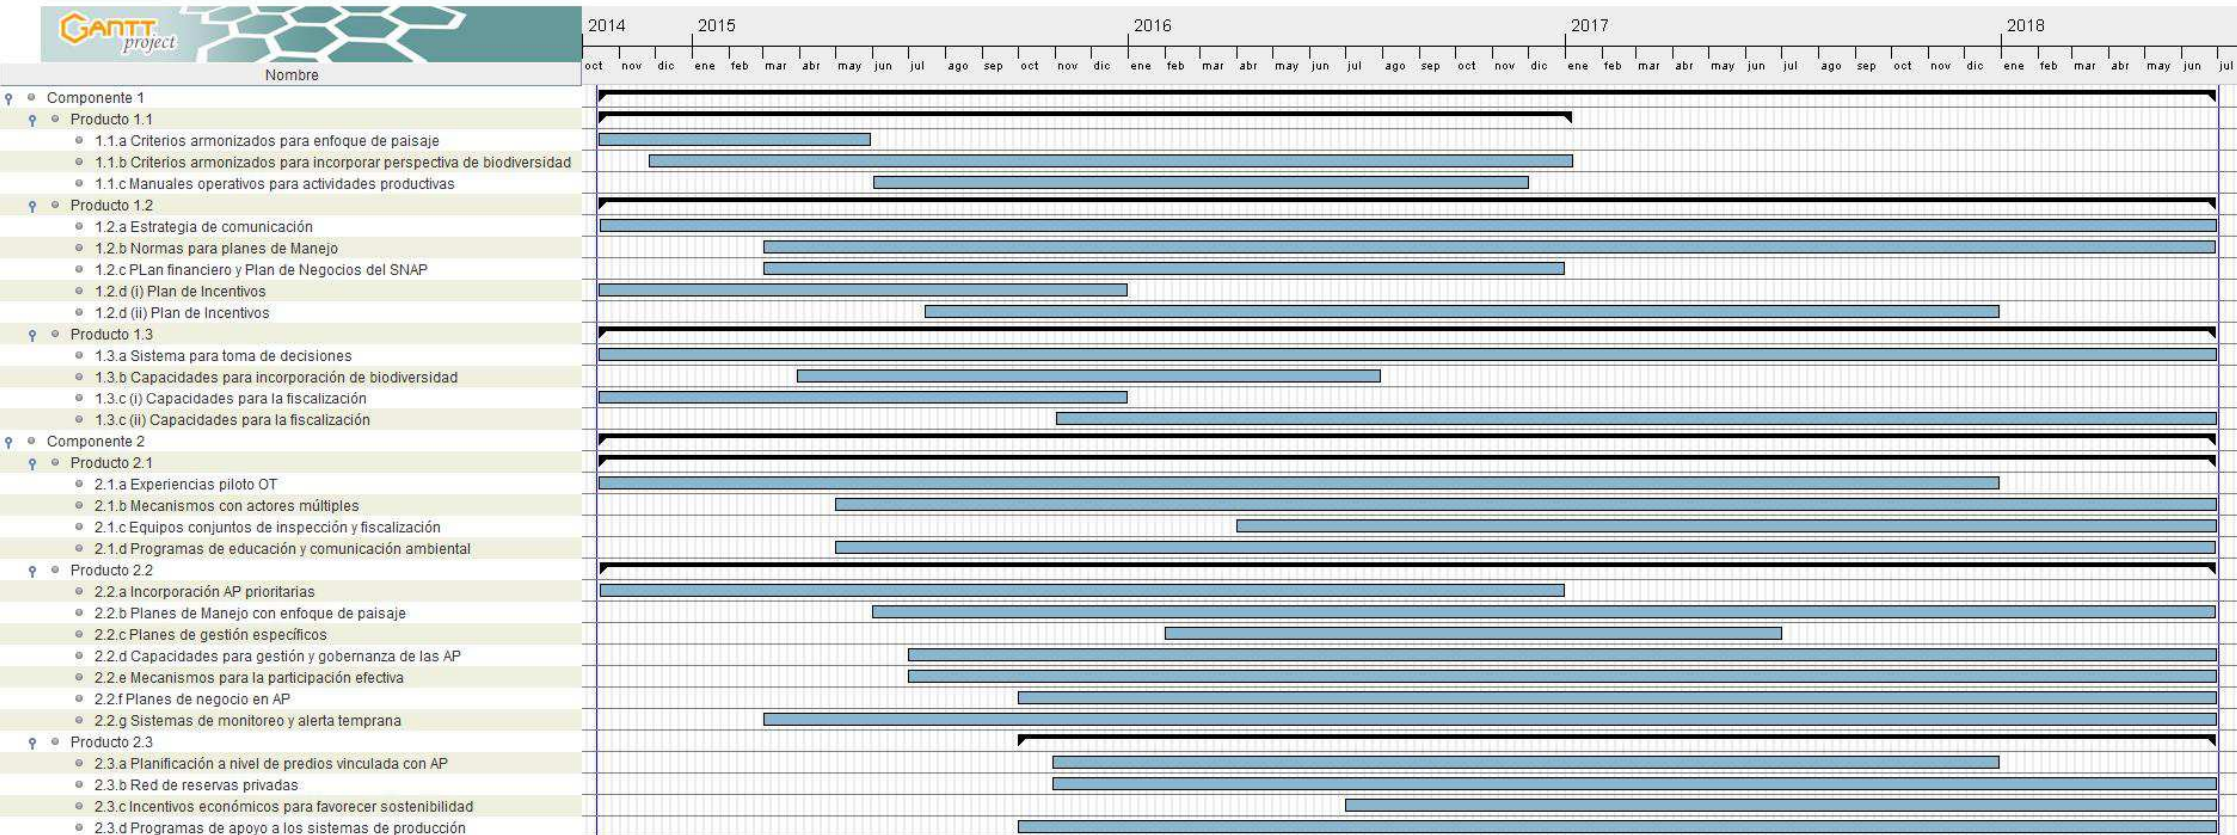 GANTT project
2014 2015 2016 2017 2018
oct nov dic ene feb mar abr may jun jul ago sep oct nov dic ene feb mar abr may jun jul ago sep oct nov dic ene feb mar abr may jun jul ago sep oct nov dic ene feb mar abr may jun jul
Nombre
Componente 1
Producto 1.1
1.1.a Criterios armonizados para enfoque de paisaje
1.1.b Criterios armonizados para incorporar perspectiva de biodiversidad
1.1.c Manuales operativos para actividades productivas
Producto 1.2
1.2.a Estrategia de comunicación
1.2.b Normas para planes de Manejo
1.2.c PLan financiero y Plan de Negocios del SNAP
1.2.d (i) Plan de Incentivos
1.2.d (ii) Plan de Incentivos
Producto 1.3
1.3.a Sistema para toma de decisiones
1.3.b Capacidades para incorporación de biodiversidad
1.3.c (i) Capacidades para la fiscalización
1.3.c (ii) Capacidades para la fiscalización
Componente 2
Producto 2.1
2.1.a Experiencias piloto OT
2.1.b Mecanismos con actores múltiples
2.1.c Equipos conjuntos de inspección y fiscalización
2.1.d Programas de educación y comunicación ambiental
Producto 2.2
2.2.a Incorporación AP prioritarias
2.2.b Planes de Manejo con enfoque de paisaje
2.2.c Planes de gestión específicos
2.2.d Capacidades para gestión y gobernanza de las AP
2.2.e Mecanismos para la participación efectiva
2.2.f Planes de negocio en AP
2.2.g Sistemas de monitoreo y alerta temprana
Producto 2.3
2.3.a Planificación a nivel de predios vinculada con AP
2.3.b Red de reservas privadas
2.3.c Incentivos económicos para favorecer sostenibilidad
2.3.d Programas de apoyo a los sistemas de producción